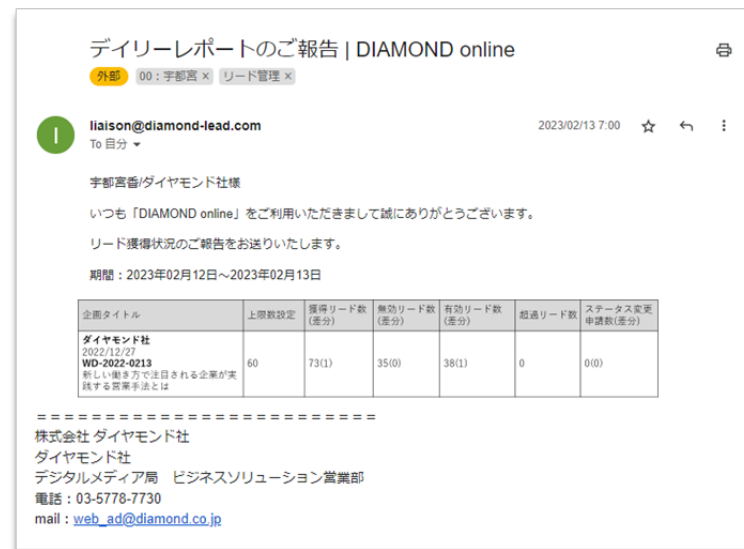 デイリーレポートのご報告 | DIAMOND online
外部 00：宇都宮 × リード管理 ×
I
liaison@diamond-lead.com 2023/02/13 7:00
To 自分
宇都宮香/ダイヤモンド社様
いつも「DIAMOND online」をご利用いただきまして誠にありがとうございます。
リード獲得状況のご報告をお送りいたします。
期間：2023年02月12日～2023年02月13日
企画タイトル 上限数設定 獲得リード数(差分) 無効リード数(差分) 有効リード数(差分) 超過リード数 ステータス変更申請数(差分)
ダイヤモンド社
2022/12/27
WD-2022-0213 60 73(1) 35(0) 38(1) 0 0(0)
新しい働き方で注目される企業が実
践する営業手法とは
＝＝＝＝＝＝＝＝＝＝＝＝＝＝＝＝＝＝＝＝＝＝＝＝＝
株式会社 ダイヤモンド社
ダイヤモンド社
デジタルメディア局　ビジネスソリューション営業部
電話：03-5778-7730
mail：web_ad@diamond.co.jp